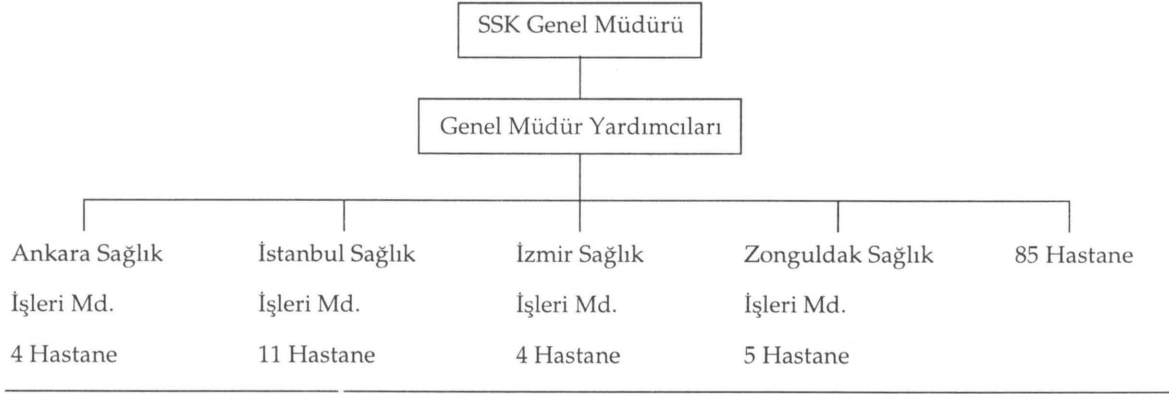 SSK Genel Müdürü
Genel Müdür Yardımcıları
Ankara Sağlık
İşleri Md.
4 Hastane
İstanbul Sağlık
İşleri Md.
11 Hastane
İzmir Sağlık
İşleri Md.
4 Hastane
Zonguldak Sağlık
İşleri Md.
5 Hastane
85 Hastane